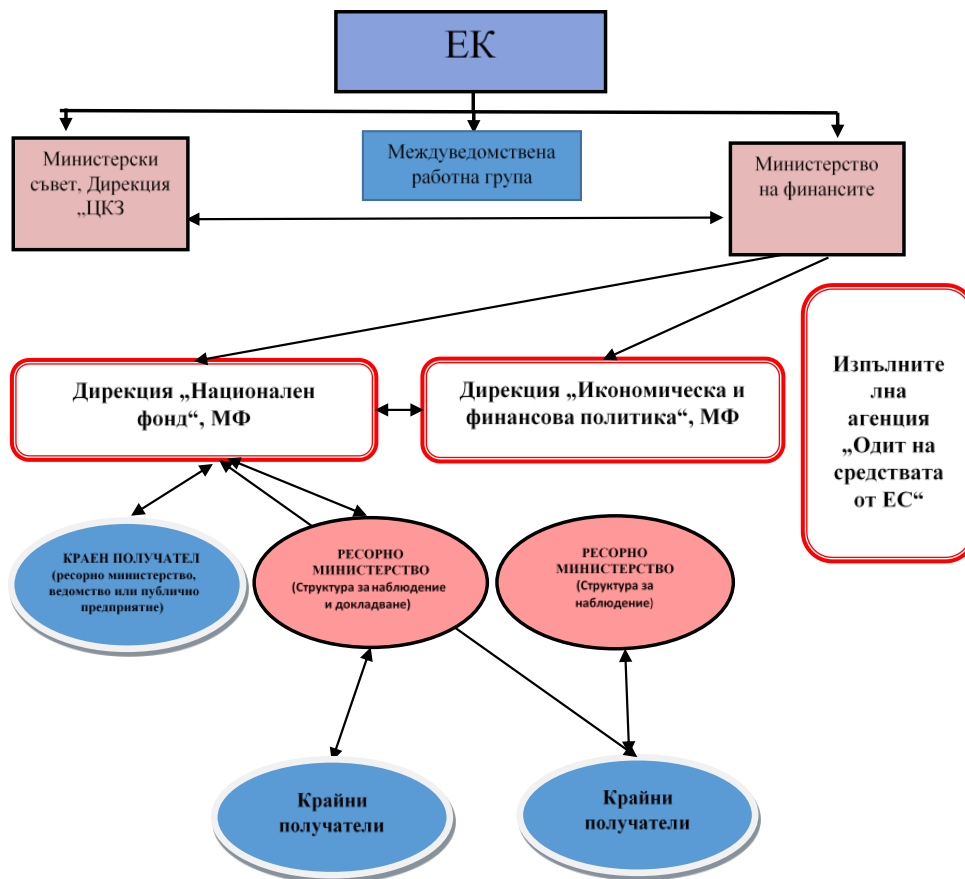 ЕК
Министерски
съвет, Дирекция
„ЦКЗ
Междуведомствена
работна група
Министерство
на финансите
Дирекция „Национален
фонд“, МФ
Дирекция „Икономическа и
финансова политика“, МФ
Изпълните
лна
агенция
„Одит на
средствата
от ЕС“
КРАЕН ПОЛУЧАТЕЛ
(ресорно министерство,
ведомство или публично
предприятие)
РЕСОРНО
МИНИСТЕРСТВО
(Структура за наблюдение
и докладване)
РЕСОРНО
МИНИСТЕРСТВО
(Структура за
наблюдение)
Крайни
получатели
Крайни
получатели